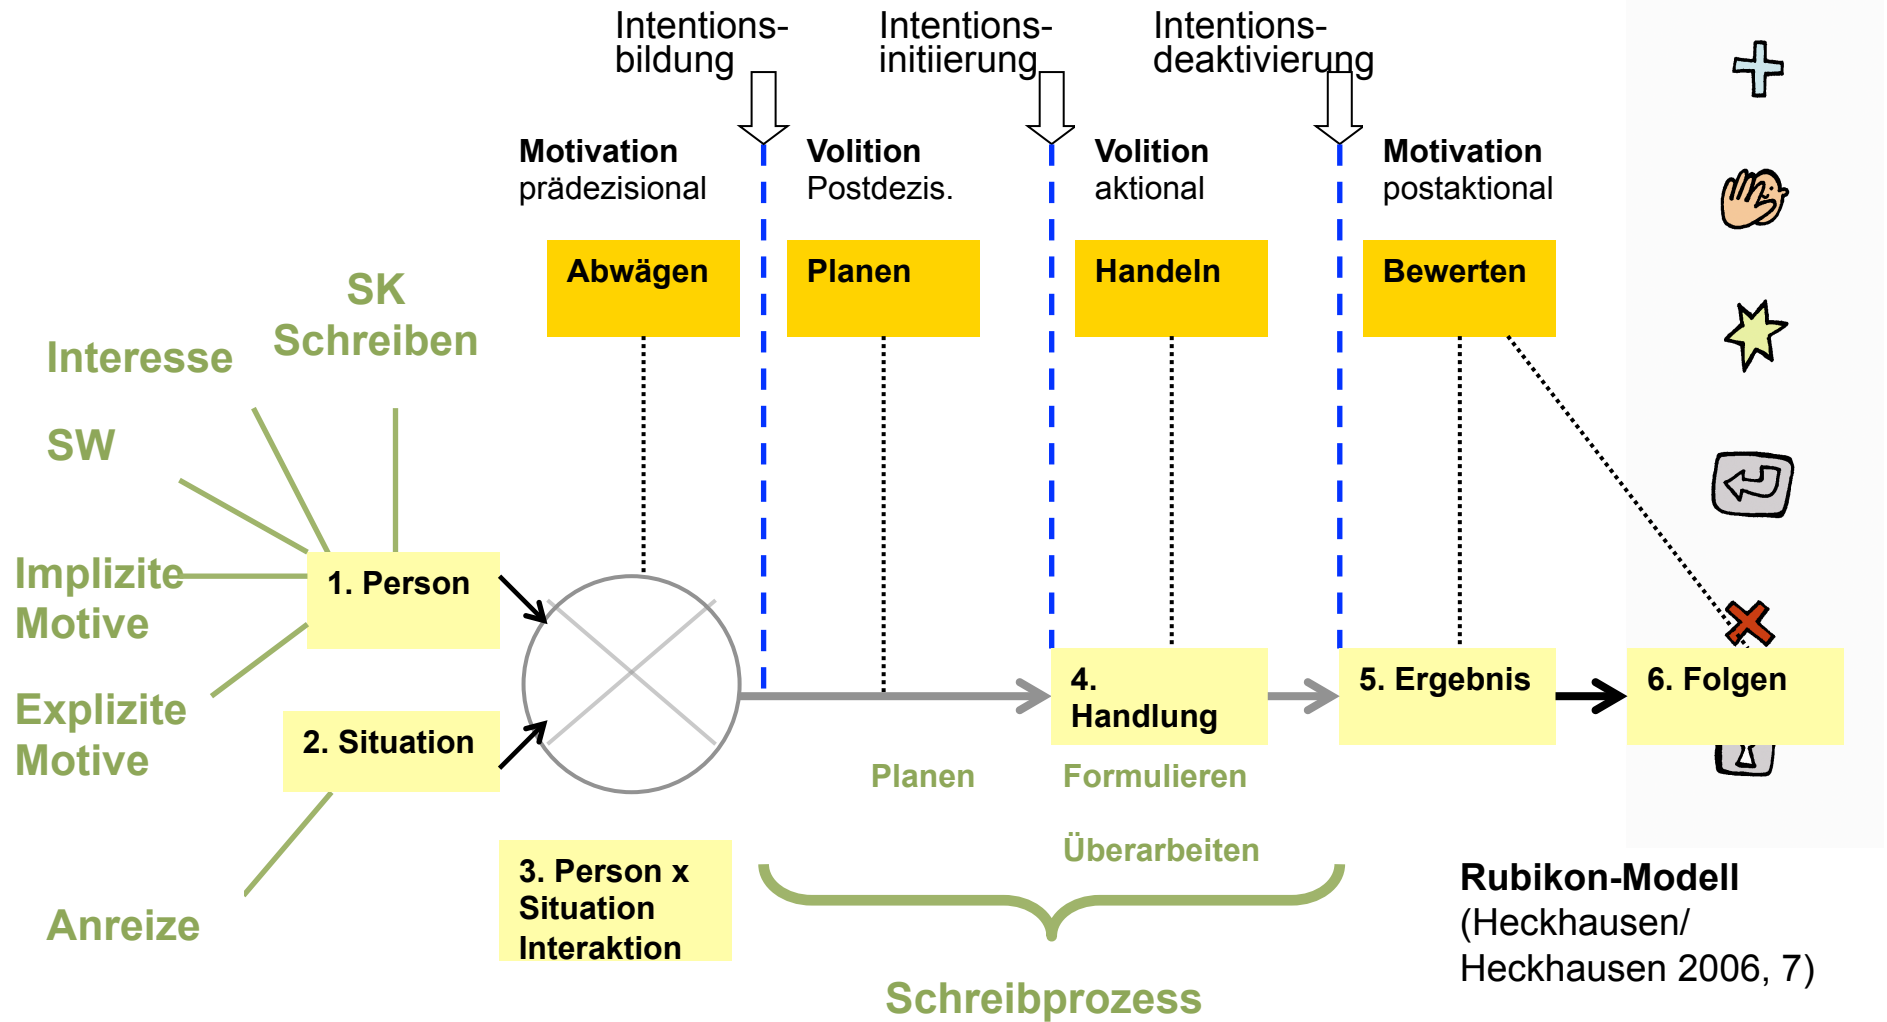 Intentions-
bildung
Intentions-
initiierung
Intentions-
deaktivierung
Motivation
prädezisional
Volition
Postdezis.
Volition
aktional
Motivation
postaktional
Abwägen
Planen
Handeln
Bewerten
SK
Schreiben
Interesse
SW
Implizite
Motive
Explizite
Motive
Anreize
1. Person
2. Situation
3. Person x
Situation
Interaktion
4.
Handlung
5. Ergebnis
6. Folgen
Planen
Formulieren
Überarbeiten
Schreibprozess
Rubikon-Modell
(Heckhausen/
Heckhausen 2006, 7)